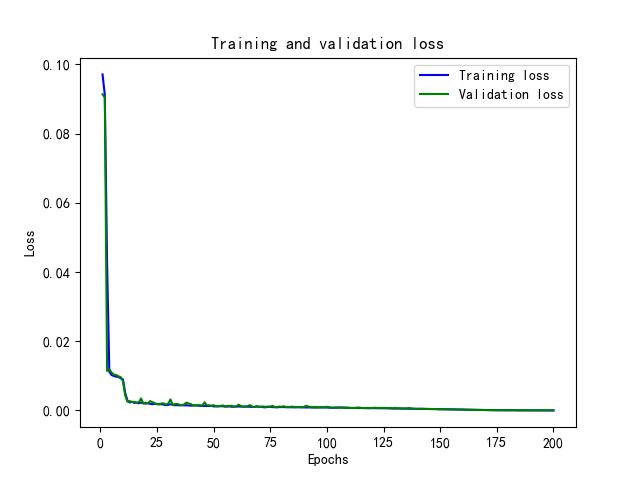 Training and validation loss
Training loss
Validation loss
0.10
0.08
0.06
0.04
0.02
0.00
Loss
0 25 50 75 100 125 150 175 200
Epochs